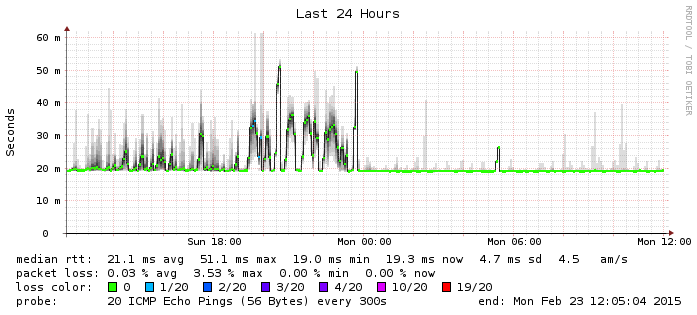 Last 24 Hours
RRDTOOL / TOBI OETIKER
Seconds
60 m
50 m
40 m
30 m
20 m
10 m
0
Sun 18:00 Mon 00:00 Mon 06:00 Mon 12:00
median rtt: 21.1 ms avg 51.1 ms max 19.0 ms min 19.3 ms now 4.7 ms sd 4.5 am/s
packet loss: 0.03 % avg 3.53 % max 0.00 % min 0.00 % now
loss color: 0 1/20 2/20 3/20 4/20 10/20 19/20
probe: 20 ICMP Echo Pings (56 Bytes) every 300s end: Mon Feb 23 12:05:04 2015